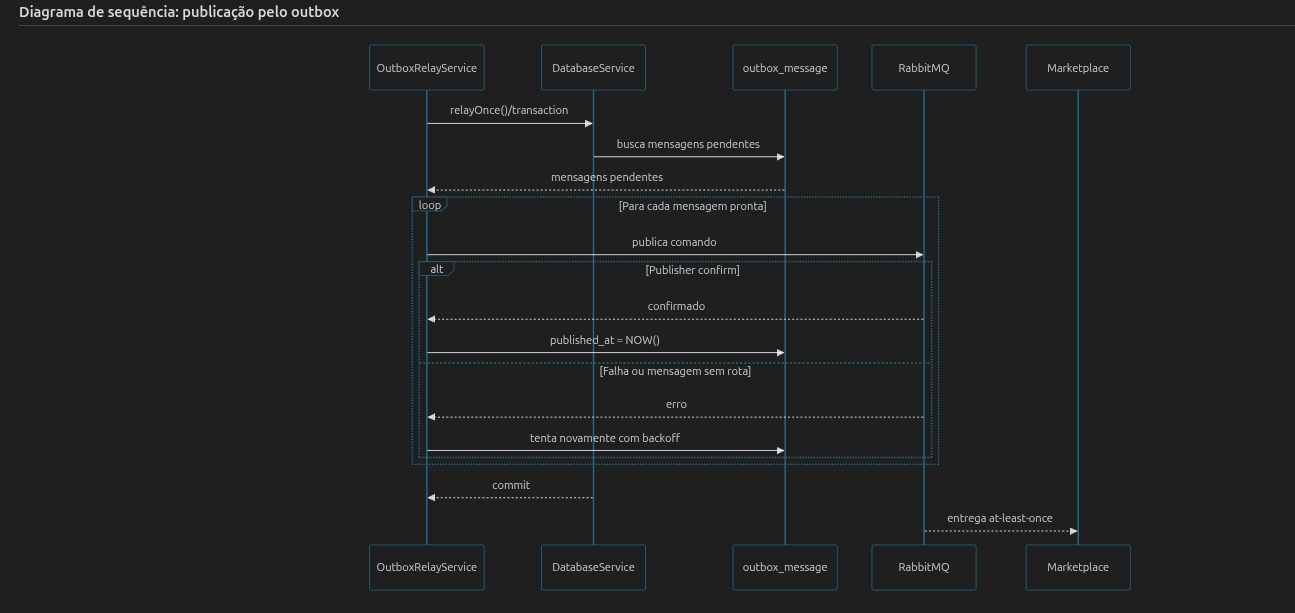 Diagrama de sequência: publicação pelo outbox
OutboxRelayService
DatabaseService
outbox_message
RabbitMQ
Marketplace
relayOnce()/transaction
busca mensagens pendentes
mensagens pendentes
loop
[Para cada mensagem pronta]
publica comando
alt
[Publisher confirm]
confirmado
published_at = NOW()
[Falha ou mensagem sem rota]
erro
tenta novamente com backoff
commit
entrega at-least-once
OutboxRelayService
DatabaseService
outbox_message
RabbitMQ
Marketplace